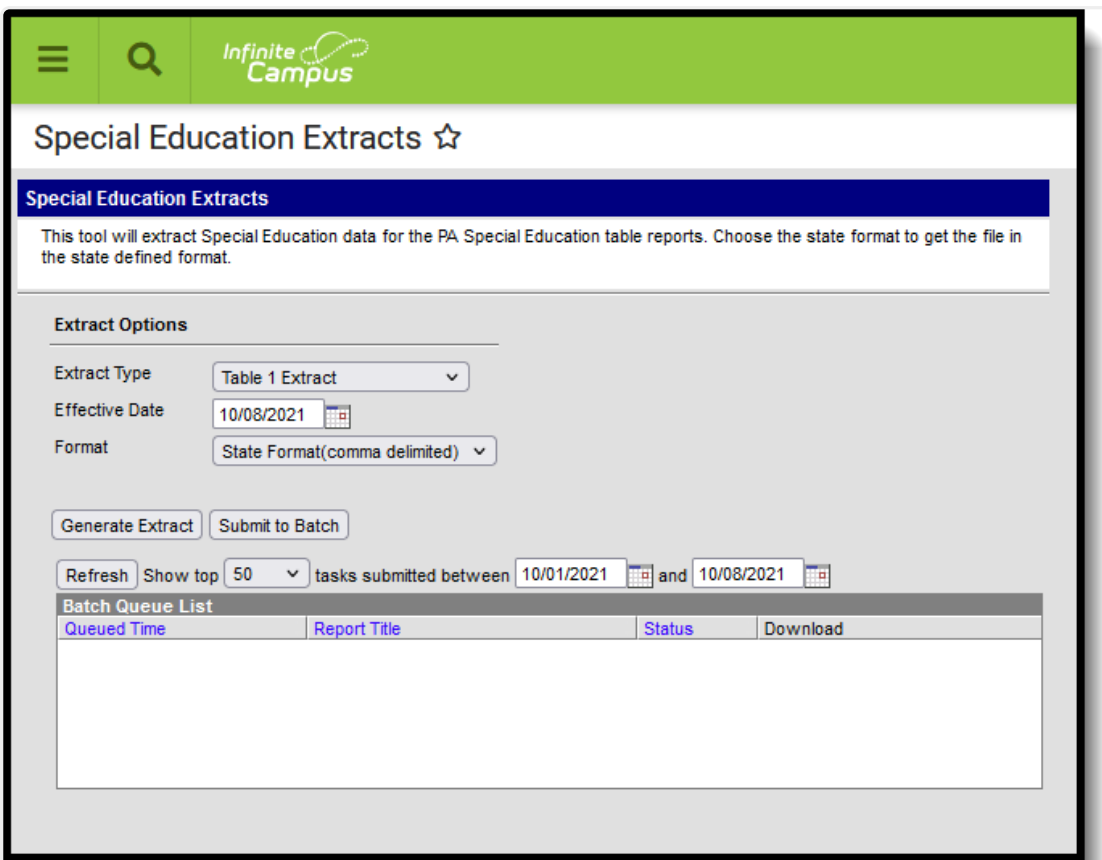 Infinite
Campus
Special Education Extracts
Special Education Extracts
This tool will extract Special Education data for the PA Special Education table reports. Choose the state format to get the file in
the state defined format.
Extract Options
Extract Type Table 1 Extract
Effective Date 10/08/2021
Format State Format(comma delimited)
Generate Extract Submit to Batch
Refresh Show top 50 tasks submitted between 10/01/2021 and 10/08/2021
Batch Queue List
Queued Time Report Title Status Download